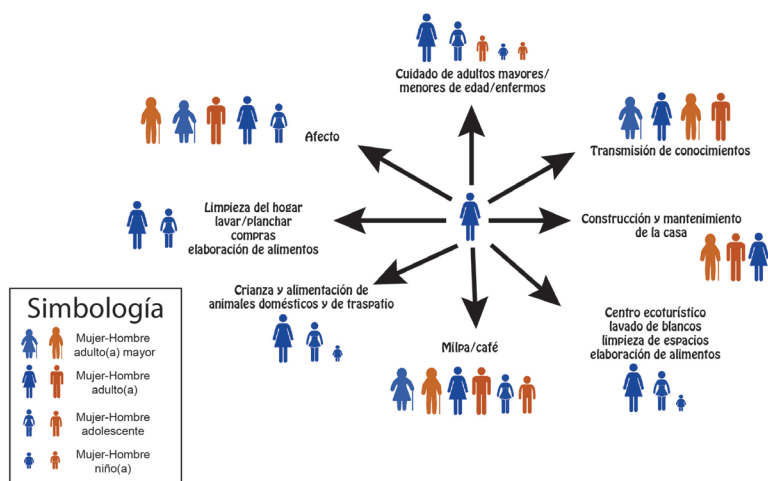 Cuidado de adultos mayores/
menores de edad/enfermos
Afecto
Transmisión de conocimientos
Limpieza del hogar
lavar/planchar
compras
elaboración de alimentos
Construcción y mantenimiento
de la casa
Crianza y alimentación de
animales domésticos y de traspatio
Milpa/café
Centro ecoturístico
lavado de blancos
limpieza de espacios
elaboración de alimentos
Simbología
Mujer-Hombre
adulto(a) mayor
Mujer-Hombre
adulto(a)
Mujer-Hombre
adolescente
Mujer-Hombre
niño(a)